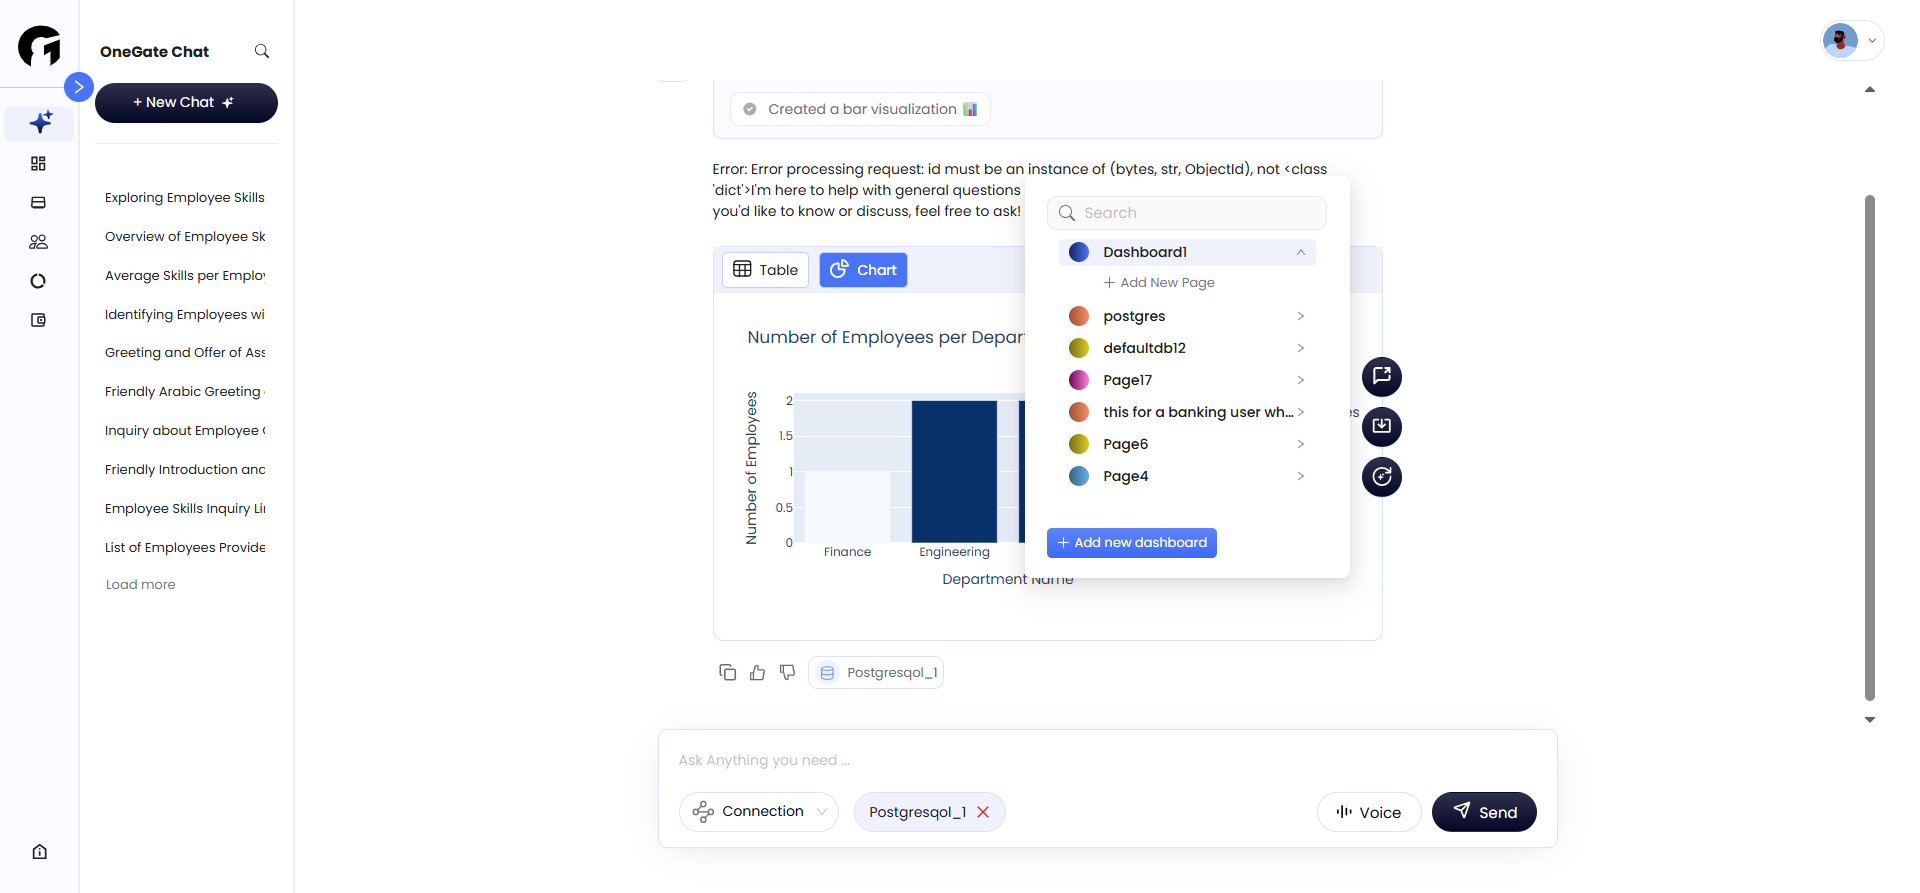 OneGate Chat
+ New Chat
Exploring Employee Skills
Overview of Employee Sk
Average Skills per Employ
Identifying Employees wi
Greeting and Offer of Ass
Friendly Arabic Greeting
Inquiry about Employee
Friendly Introduction and
Employee Skills Inquiry Lin
List of Employees Provide
Load more
Created a bar visualization
Error: Error processing request: id must be an instance of (bytes, str, ObjectId), not <class
'dict'>I'm here to help with general questions
you'd like to know or discuss, feel free to ask!
Table
Chart
Number of Employees per Depar
Number of Employees
2
1.5
1
0.5
0
Finance
Engineering
Department Name
Search
Dashboard1
+ Add New Page
postgres
defaultdb12
Page17
this for a banking user wh...
Page6
Page4
+ Add new dashboard
Postgresqol_1
Ask Anything you need ...
Connection
Postgresqol_1
Voice
Send